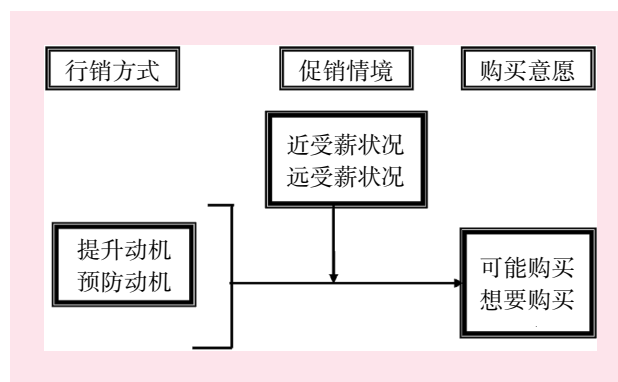 行销方式
促销情境
购买意愿
近受薪状况
远受薪状况
提升动机
预防动机
可能购买
想要购买